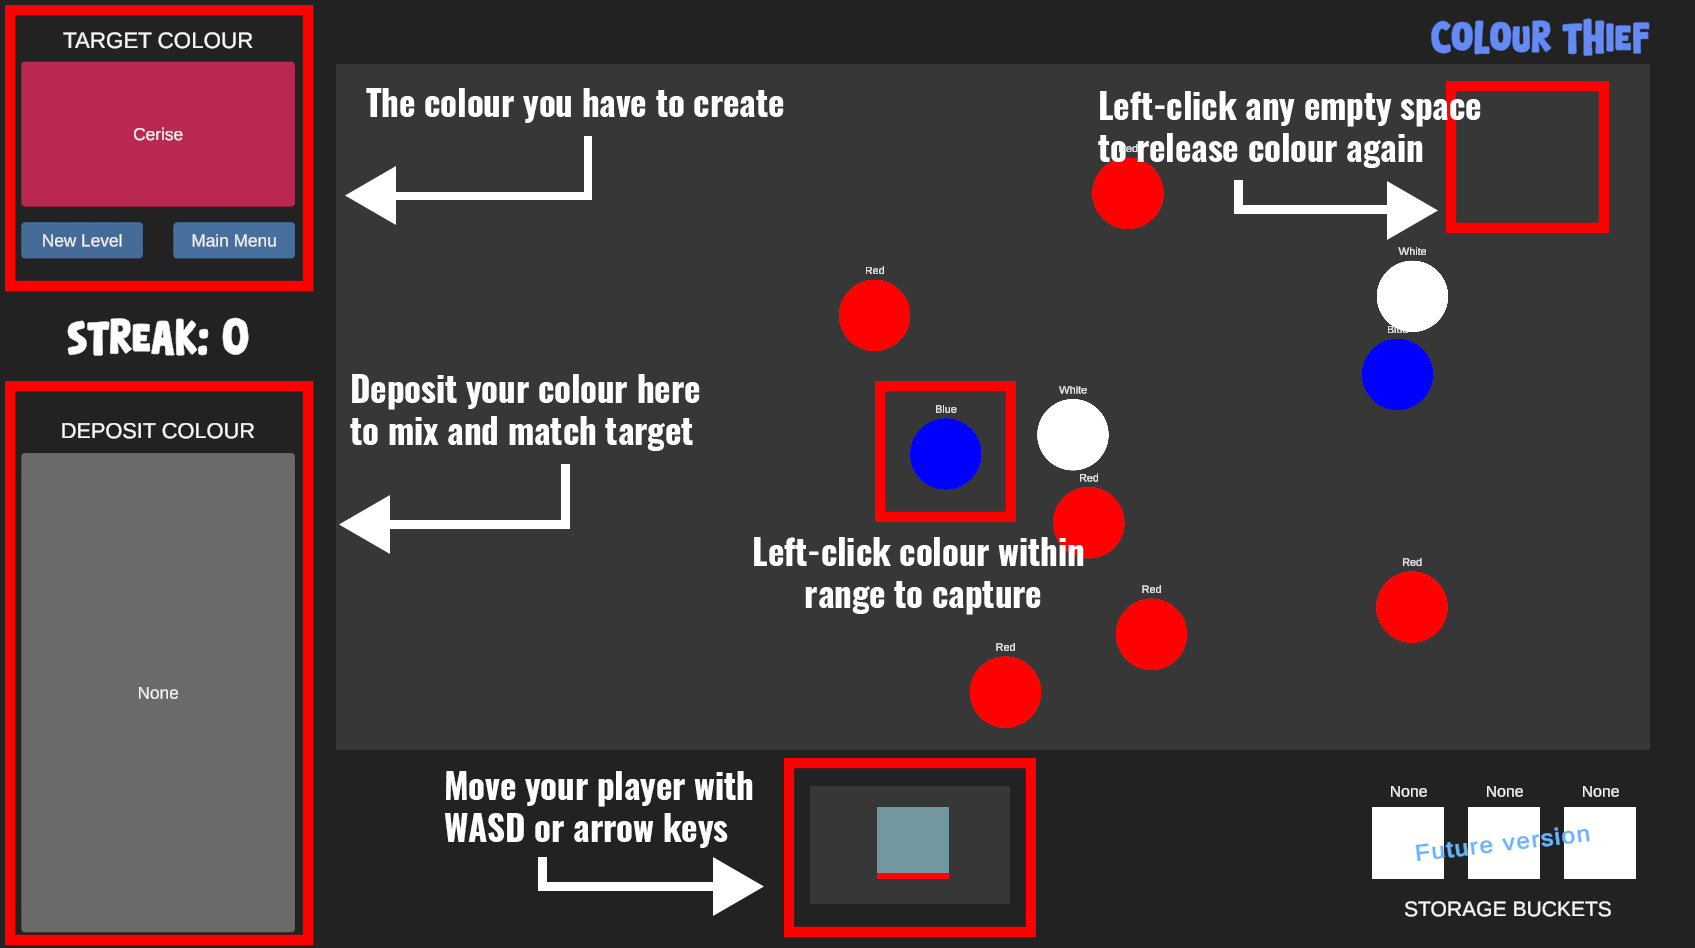 TARGET COLOUR
Cerise
New Level
Main Menu
STREAK: 0
DEPOSIT COLOUR
None
COLOUR THIEF
The colour you have to create
Left-click any empty space
to release colour again
Red
White
Red
Blue
Deposit your colour here
to mix and match target
White
Blue
Red
Left-click colour within
range to capture
Red
Red
Red
Move your player with
WASD or arrow keys
None
None
None
Future version
STORAGE BUCKETS